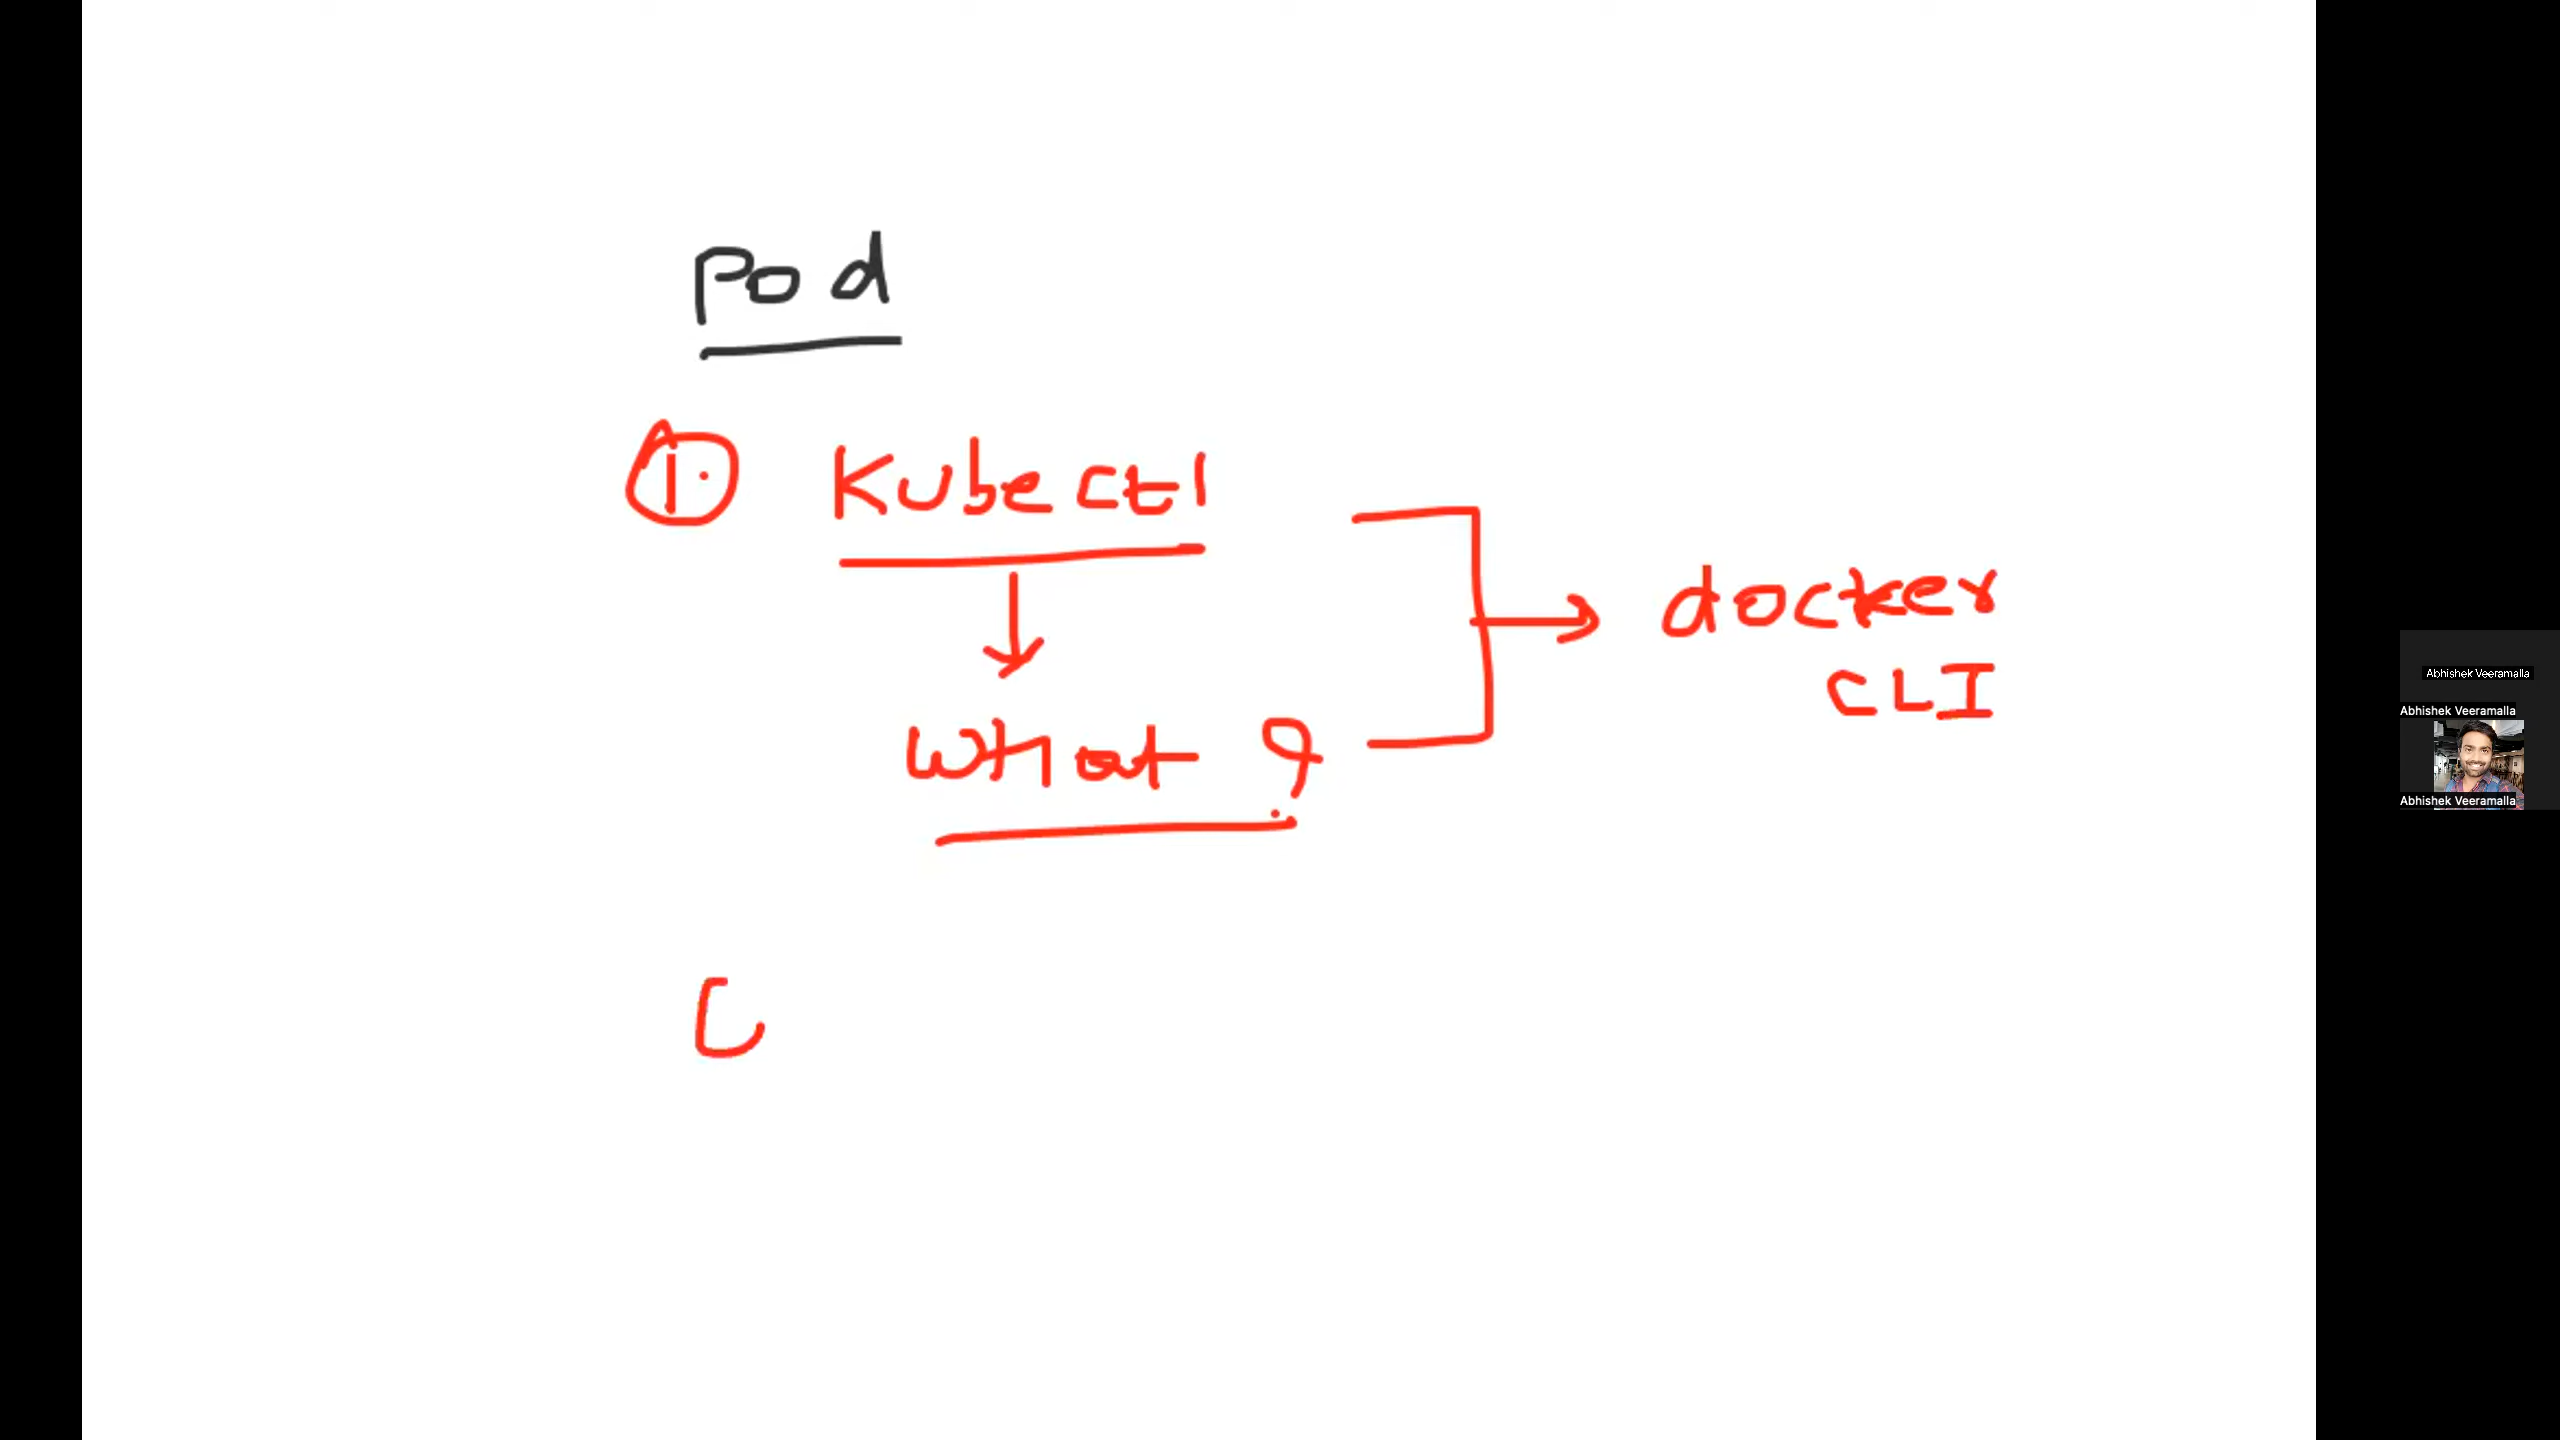 Pod
1. Kubectl
What ?
docker
CLI
Abhishek Veeramalla
Abhishek Veeramalla
Abhishek Veeramalla